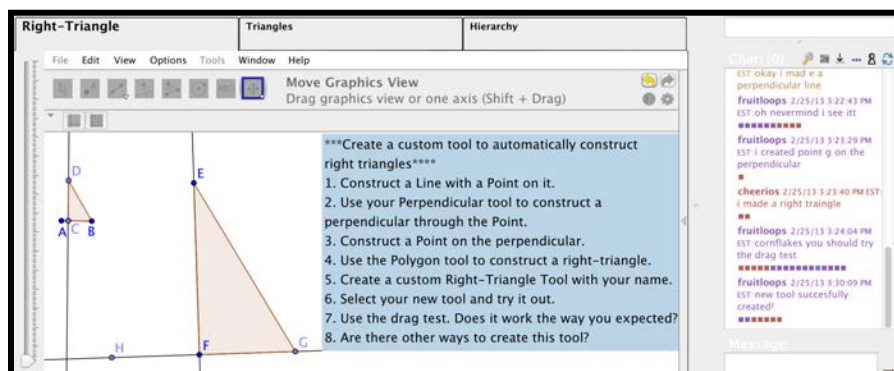 Right-Triangle
Triangles
Hierarchy
File Edit View Options Tools Window Help
Move Graphics View
Drag graphics view or one axis (Shift + Drag)
***Create a custom tool to automatically construct
right triangles****
1. Construct a Line with a Point on it.
2. Use your Perpendicular tool to construct a
perpendicular through the Point.
3. Construct a Point on the perpendicular.
4. Use the Polygon tool to construct a right-triangle.
5. Create a custom Right-Triangle Tool with your name.
6. Select your new tool and try it out.
7. Use the drag test. Does it work the way you expected?
8. Are there other ways to create this tool?
D
E
A
C
B
H
F
G
Chat (0)
EST: okay i mad e a
perpendicular line
fruitloops 2/25/13 3:22:43 PM
EST: oh nevermind i see itt
fruitloops 2/25/13 3:23:29 PM
EST: i created point g on the
perpendicular
cheerios 2/25/13 3:23:40 PM EST:
i made a right traingle
fruitloops 2/25/13 3:24:04 PM
EST: cornflakes you should try
the drag test
fruitloops 2/25/13 3:30:09 PM
EST: new tool succesfully
created!
Message: